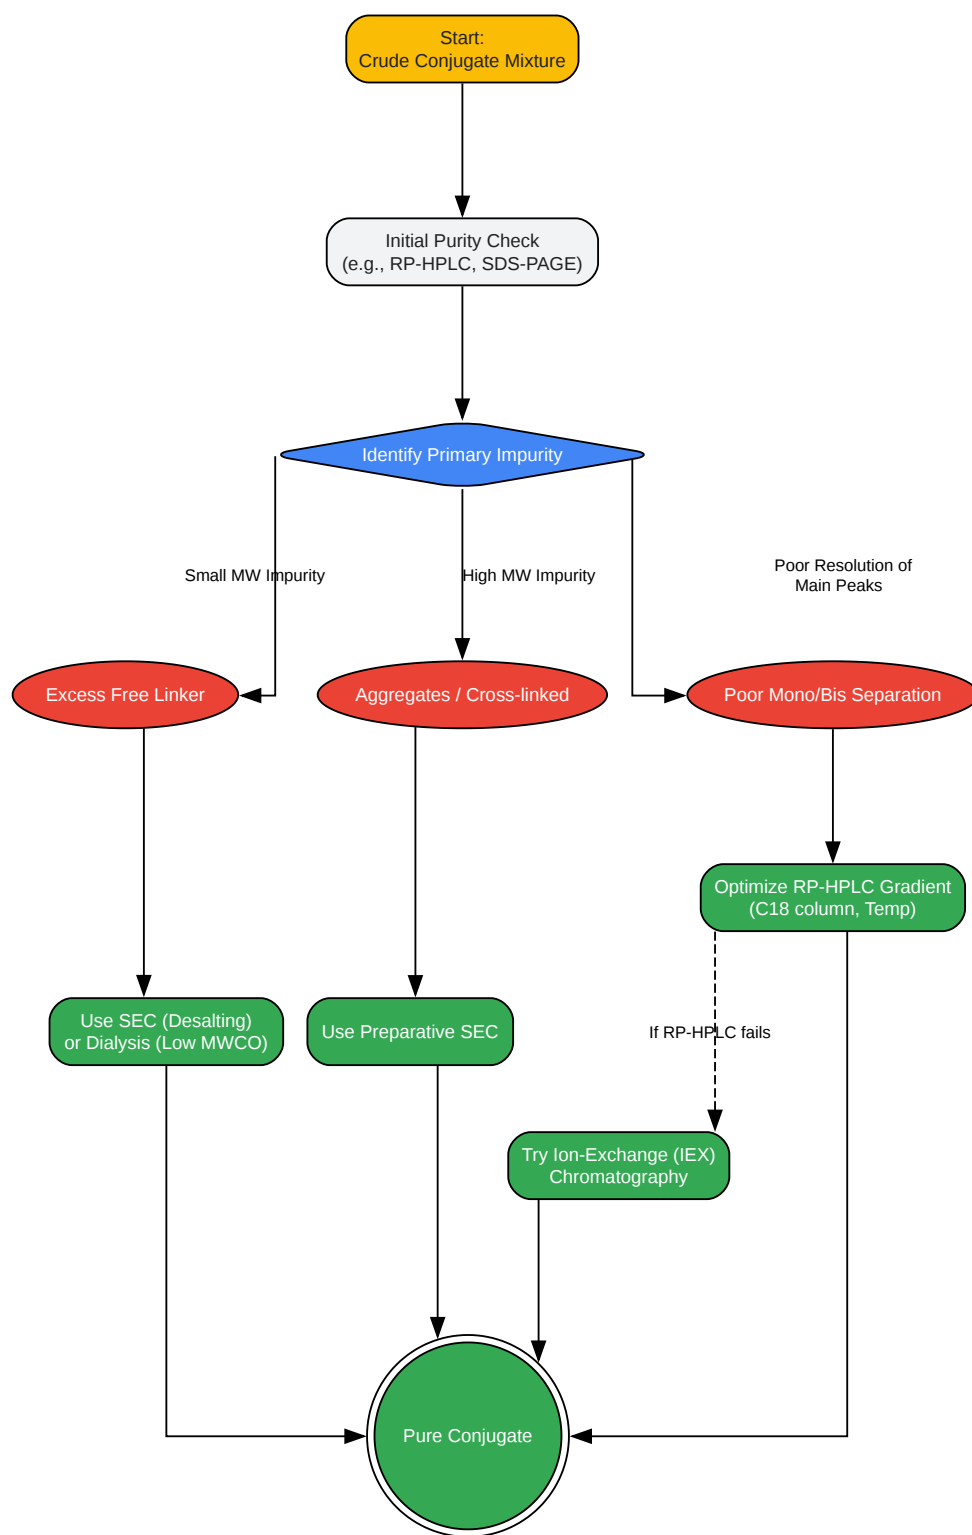 Start:
Crude Conjugate Mixture
Initial Purity Check
(e.g., RP-HPLC, SDS-PAGE)
Identify Primary Impurity
Small MW Impurity
High MW Impurity
Poor Resolution of
Main Peaks
Excess Free Linker
Aggregates / Cross-linked
Poor Mono/Bis Separation
Optimize RP-HPLC Gradient
(C18 column, Temp)
Use SEC (Desalting)
or Dialysis (Low MWCO)
Use Preparative SEC
If RP-HPLC fails
Try Ion-Exchange (IEX)
Chromatography
Pure Conjugate